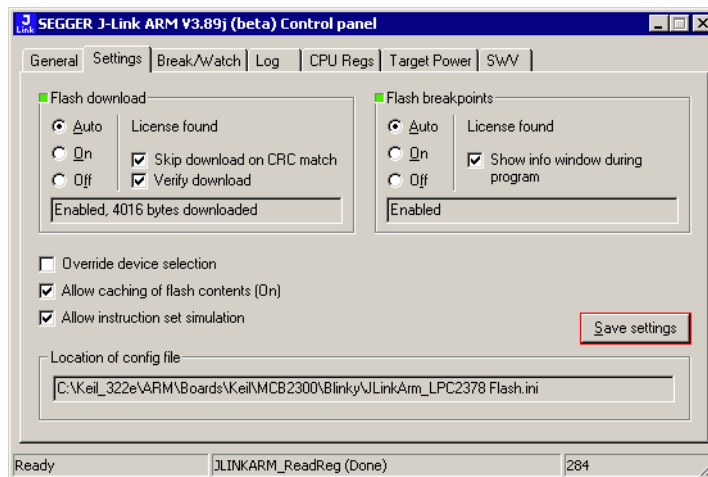 J Link SEGGER J-Link ARM V3.89j (beta) Control panel
General Settings Break/Watch Log CPU Regs Target Power SWV
Flash download
Auto License found
On Skip download on CRC match
Off Verify download
Enabled, 4016 bytes downloaded
Flash breakpoints
Auto License found
On Show info window during
program
Off
Enabled
Override device selection
Allow caching of flash contents (On)
Allow instruction set simulation
Save settings
Location of config file
C:\Keil_322e\ARM\Boards\Keil\MCB2300\Blinky\JLinkArm_LPC2378 Flash.ini
Ready JLINKARM_ReadReg (Done) 284